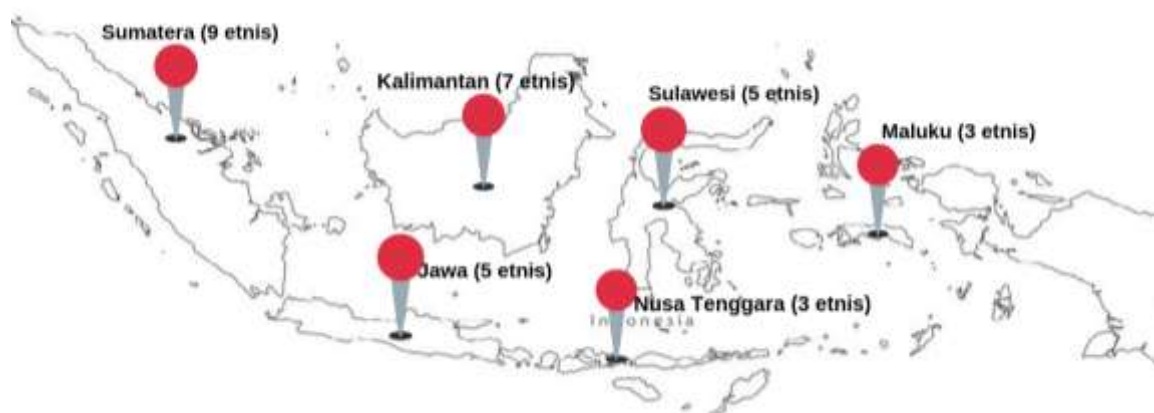 Sumatera (9 etnis)
Kalimantan (7 etnis)
Sulawesi (5 etnis)
Maluku (3 etnis)
Jawa (5 etnis)
Nusa Tenggara (3 etnis)
Indonesia